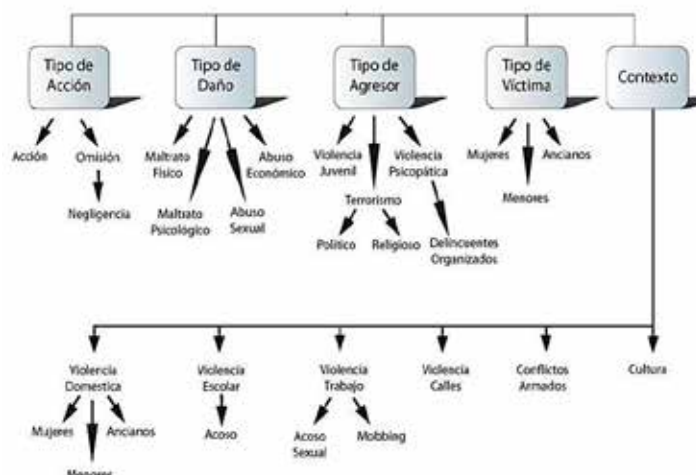 Tipo de
Acción
Tipo de
Daño
Tipo de
Agresor
Tipo de
Víctima
Contexto
Acción
Omisión
Negligencia
Maltrato
Físico
Abuso
Económico
Maltrato
Psicológico
Abuso
Sexual
Violencia
Juvenil
Violencia
Psicopática
Terrorismo
Político
Religioso
Delincuentes
Organizados
Mujeres
Ancianos
Menores
Violencia
Domestica
Mujeres
Ancianos
Menores
Violencia
Escolar
Acoso
Violencia
Trabajo
Acoso
Sexual
Mobbing
Violencia
Calles
Conflictos
Armados
Cultura